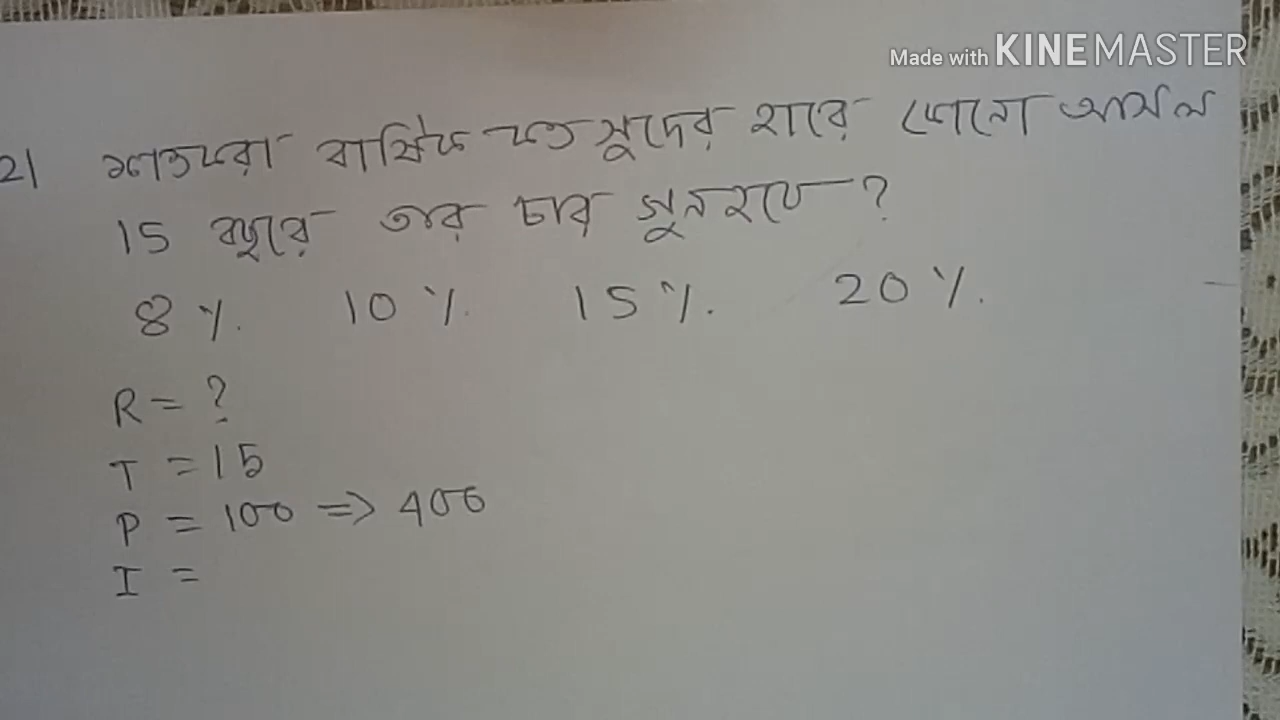 Made with KINEMASTER
2) শতকরা বার্ষিক কত সুদের হারে কোনো আসল
15 বছরে তার চার গুন হবে ?
8 % 10 % 15 % 20 %
R = ?
T = 15
P = 100 => 400
I =